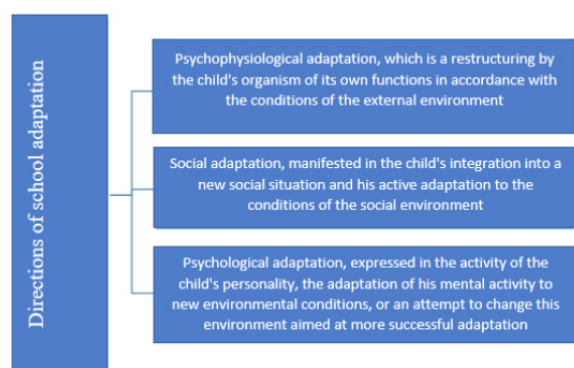 Directions of school adaptation
Psychophysiological adaptation, which is a restructuring by
the child's organism of its own functions in accordance with
the conditions of the external environment
Social adaptation, manifested in the child's integration into a
new social situation and his active adaptation to the
conditions of the social environment
Psychological adaptation, expressed in the activity of the
child's personality, the adaptation of his mental activity to
new environmental conditions, or an attempt to change this
environment aimed at more successful adaptation